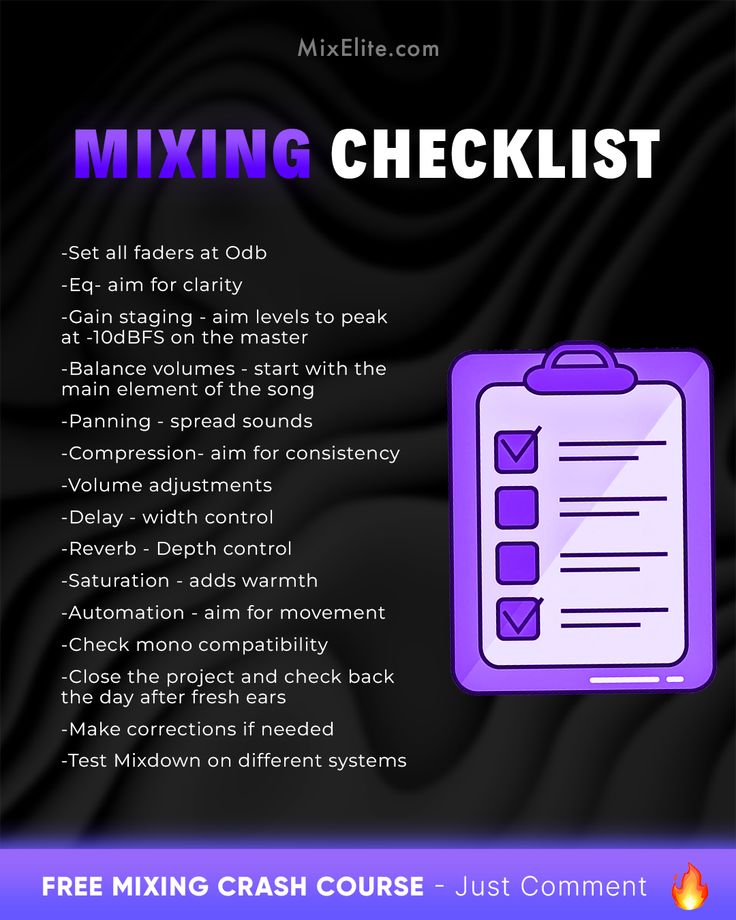 MixElite.com
MIXING CHECKLIST
-Set all faders at Odb
-Eq- aim for clarity
-Gain staging - aim levels to peak
at -10dBFS on the master
-Balance volumes - start with the
main element of the song
-Panning - spread sounds
-Compression- aim for consistency
-Volume adjustments
-Delay - width control
-Reverb - Depth control
-Saturation - adds warmth
-Automation - aim for movement
-Check mono compatibility
-Close the project and check back
the day after fresh ears
-Make corrections if needed
-Test Mixdown on different systems
FREE MIXING CRASH COURSE - Just Comment